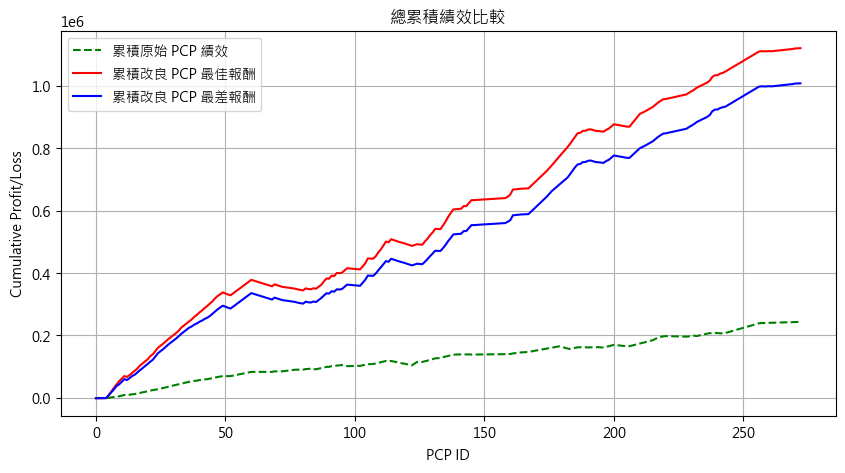 總累積績效比較
1e6
累積原始 PCP 績效
累積改良 PCP 最佳報酬
累積改良 PCP 最差報酬
Cumulative Profit/Loss
1.0
0.8
0.6
0.4
0.2
0.0
0 50 100 150 200 250
PCP ID